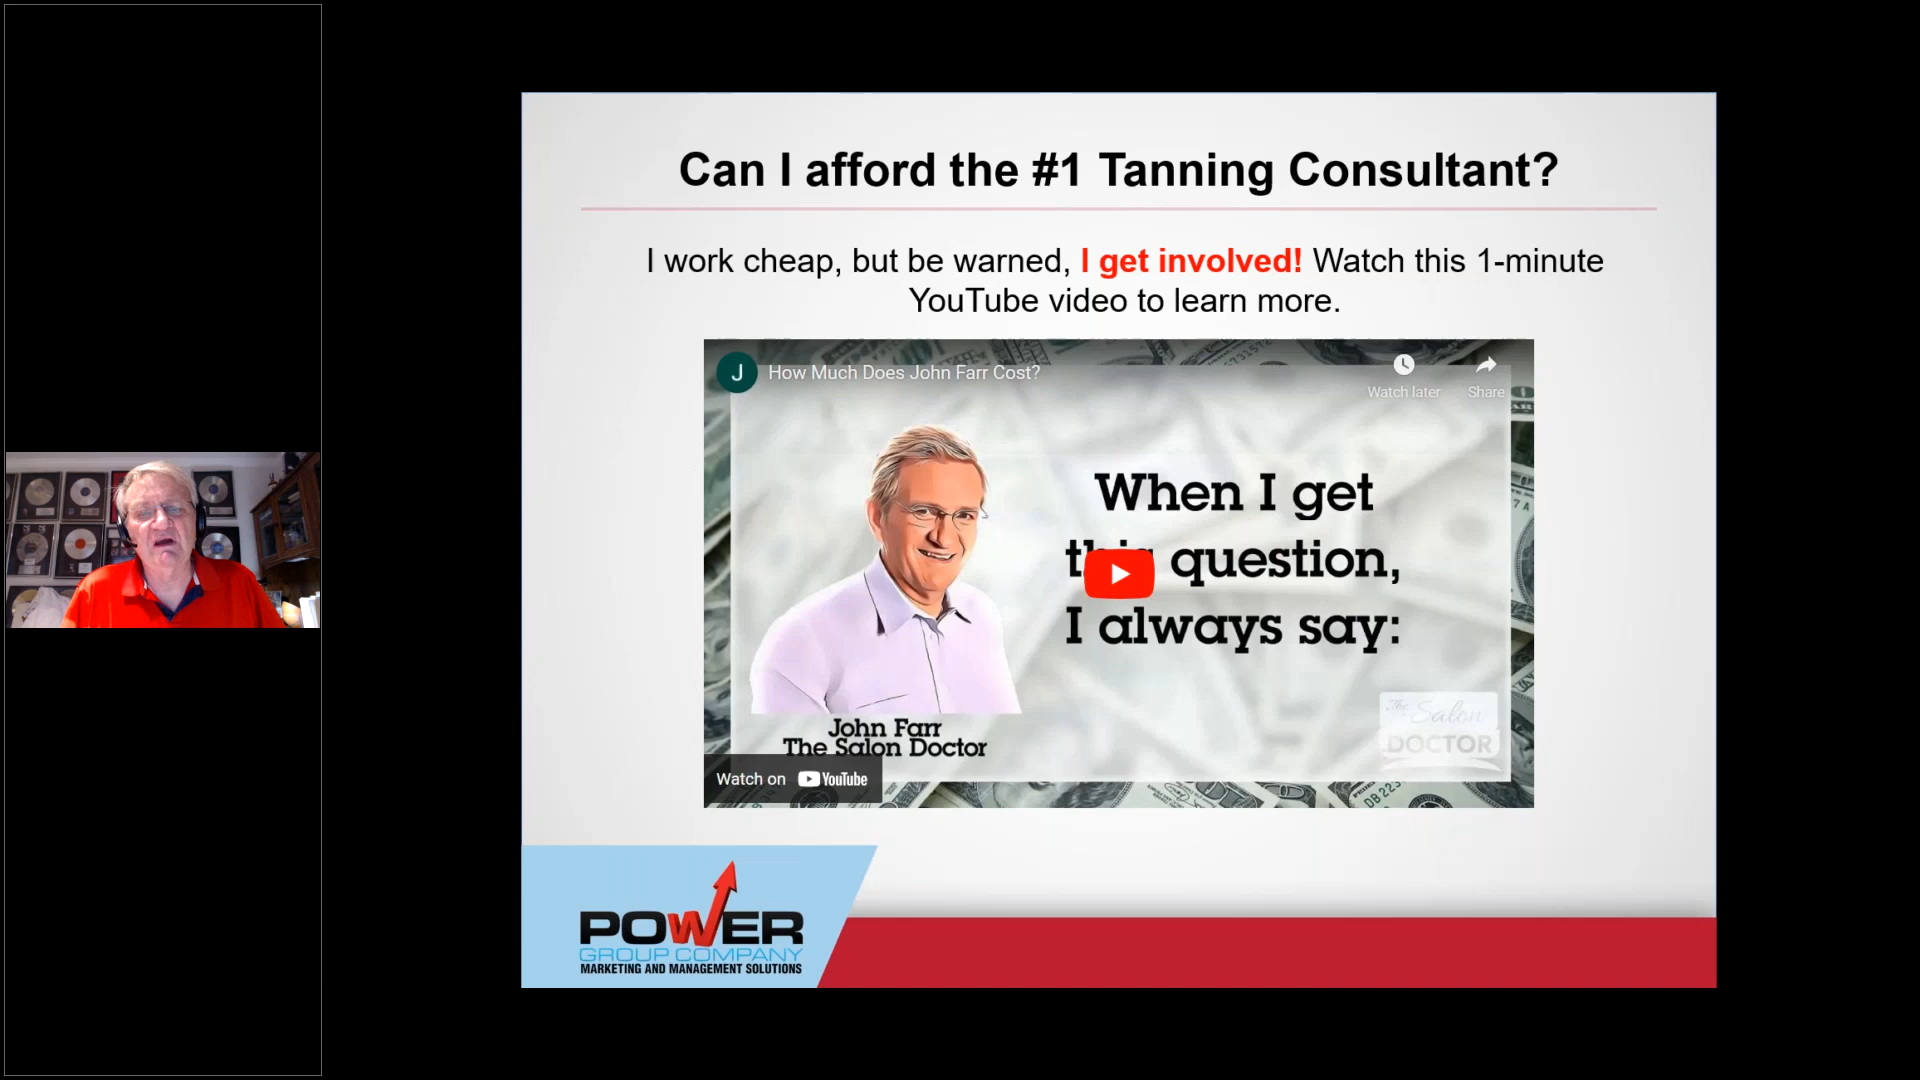 Can I afford the #1 Tanning Consultant?
I work cheap, but be warned, I get involved! Watch this 1-minute
YouTube video to learn more.
J
How Much Does John Farr Cost?
Watch later
Share
When I get
question,
I always say:
John Farr
The Salon Doctor
The Salon
DOCTOR
Watch on YouTube
POWER
GROUP COMPANY
MARKETING AND MANAGEMENT SOLUTIONS